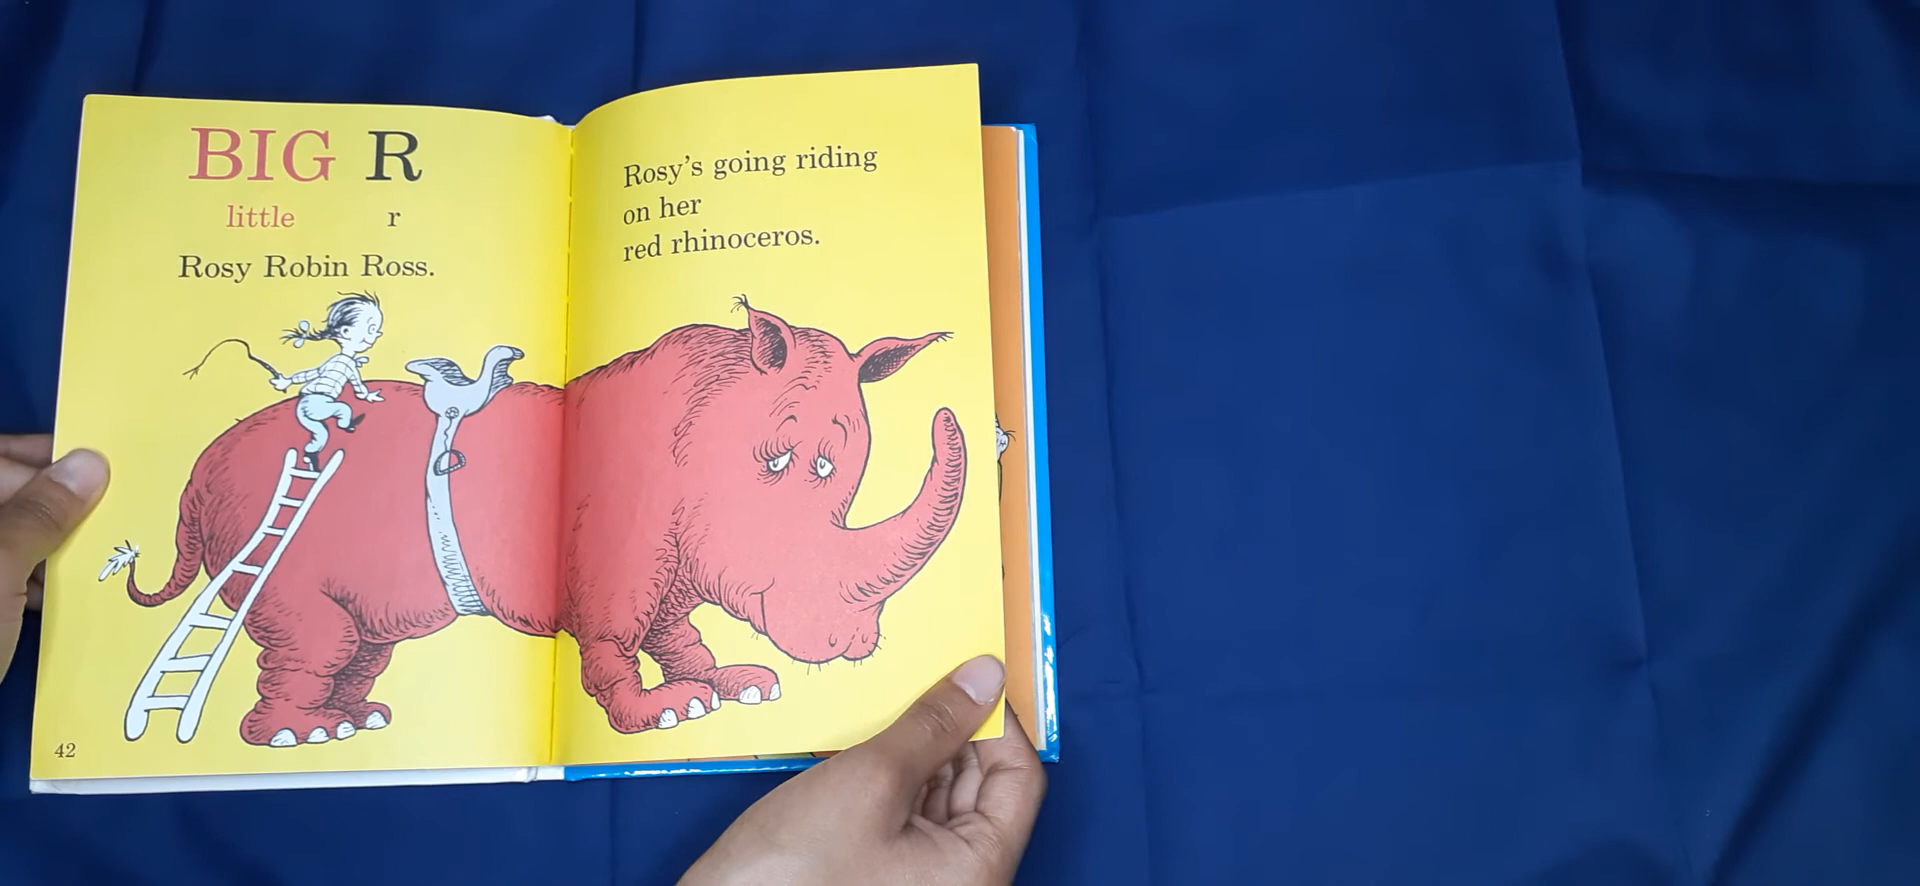 BIG R
little r
Rosy Robin Ross.
42
Rosy's going riding
on her
red rhinoceros.